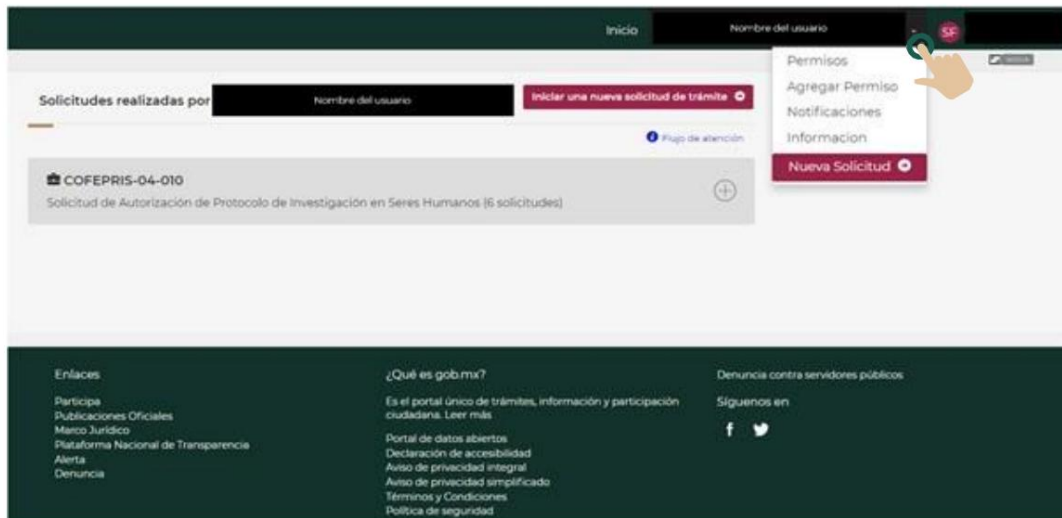 Inicio
Nombre del usuario
SF
Permisos
Agregar Permiso
Notificaciones
Informacion
Nueva Solicitud
Solicitudes realizadas por
Nombre del usuario
Iniciar una nueva solicitud de trámite
Flujo de atención
COFEPRIS-04-010
Solicitud de Autorización de Protocolo de Investigación en Seres Humanos (6 solicitudes)
Enlaces
Participa
Publicaciones Oficiales
Marco Jurídico
Plataforma Nacional de Transparencia
Alerta
Denuncia
¿Qué es gob.mx?
Es el portal único de trámites, información y participación
ciudadana. Leer más
Portal de datos abiertos
Declaración de accesibilidad
Aviso de privacidad integral
Aviso de privacidad simplificado
Términos y Condiciones
Política de seguridad
Denuncia contra servidores públicos
Síguenos en